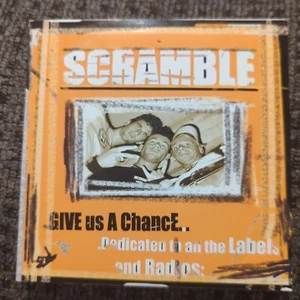 SCRAMBLE
GIVE us A ChancE..
Dedicated to all the Labels
and Radios: